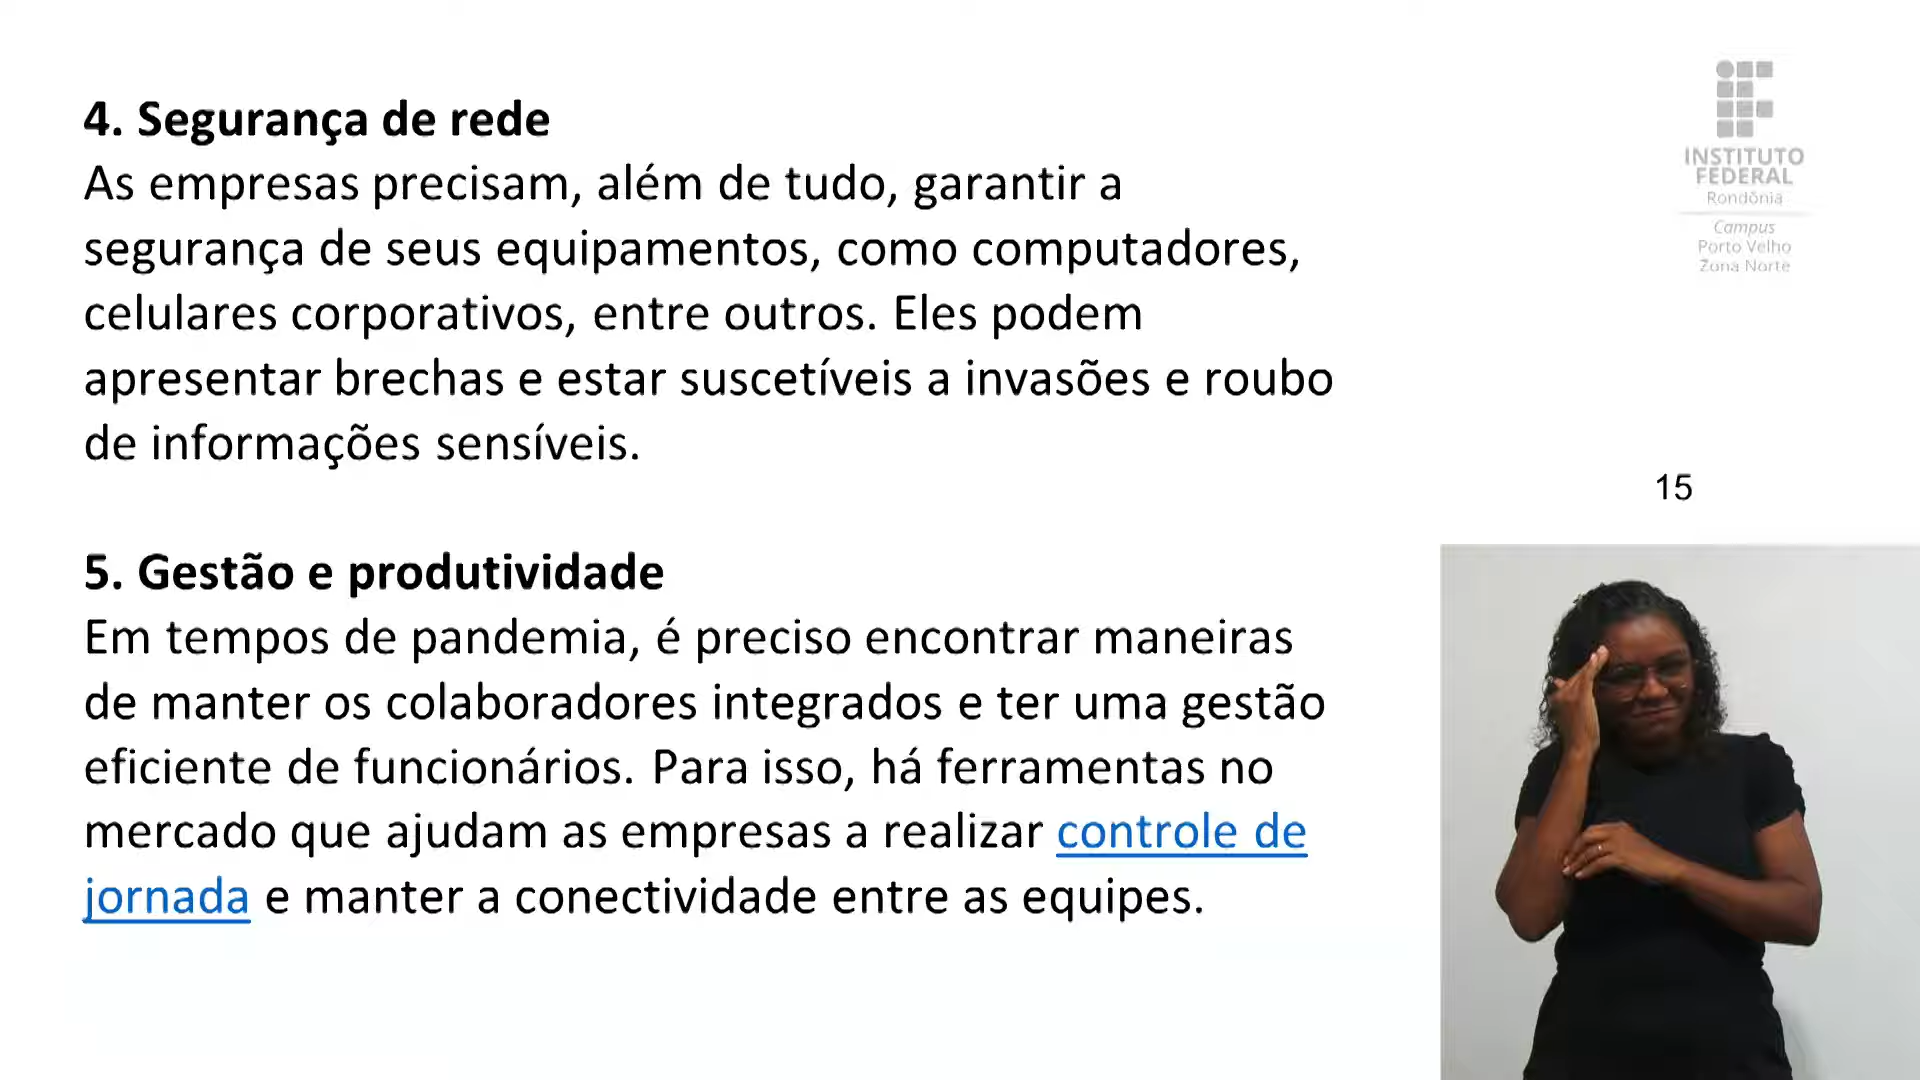 4. Segurança de rede
As empresas precisam, além de tudo, garantir a
segurança de seus equipamentos, como computadores,
celulares corporativos, entre outros. Eles podem
apresentar brechas e estar suscetíveis a invasões e roubo
de informações sensíveis.
5. Gestão e produtividade
Em tempos de pandemia, é preciso encontrar maneiras
de manter os colaboradores integrados e ter uma gestão
eficiente de funcionários. Para isso, há ferramentas no
mercado que ajudam as empresas a realizar controle de
jornada e manter a conectividade entre as equipes.
INSTITUTO
FEDERAL
Rondônia
Campus
Porto Velho
Zona Norte
15